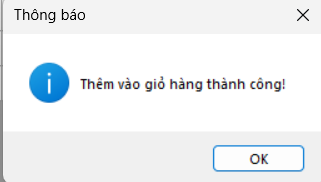 Thông báo
Thêm vào giỏ hàng thành công!
OK